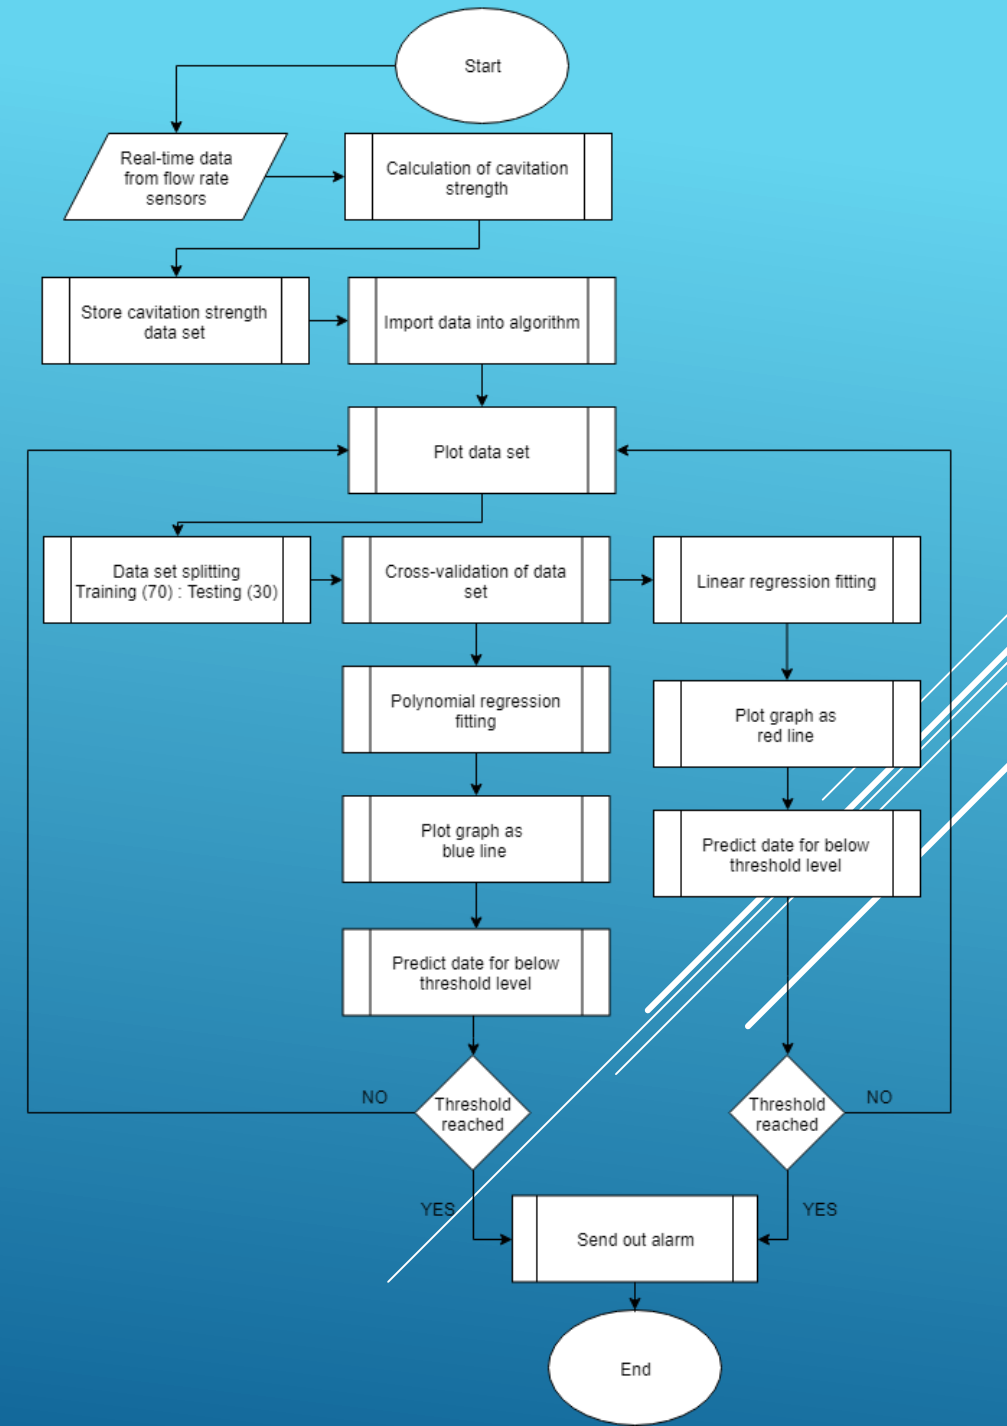 Start
Real-time data
from flow rate
sensors
Calculation of cavitation
strength
Store cavitation strength
data set
Import data into algorithm
Plot data set
Data set splitting
Training (70) : Testing (30)
Cross-validation of data
set
Linear regression fitting
Polynomial regression
fitting
Plot graph as
red line
Plot graph as
blue line
Predict date for below
threshold level
Predict date for below
threshold level
NO
Threshold
reached
Threshold
reached
NO
YES
YES
Send out alarm
End